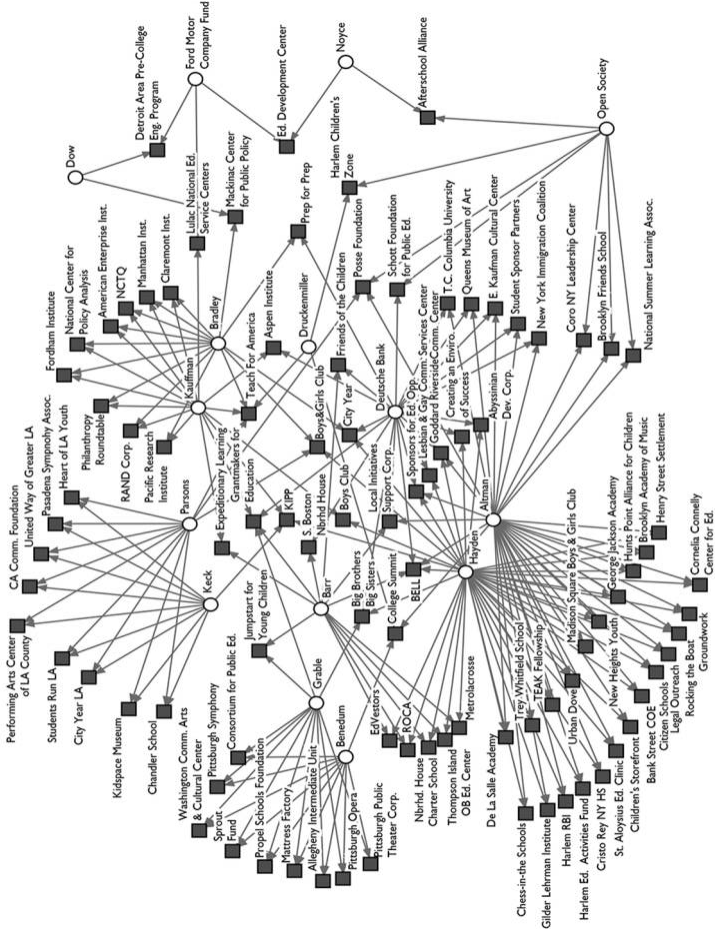 Dow
Detroit Area Pre-College
Eng. Program
Ford Motor
Company Fund
Ed. Development Center
Noyce
Afterschool Alliance
Open Society
Lulac National Ed.
Service Centers
Mackinac Center
for Public Policy
Prep for Prep
Harlem Children's
Zone
Fordham Institute
National Center for
Policy Analysis
American Enterprise Inst.
NCTQ
Manhattan Inst.
Claremont Inst.
Bradley
Aspen Institute
Druckenmiller
Friends of the Children
Posse Foundation
Schott Foundation
for Public Ed.
T.C. Columbia University
Queens Museum of Art
E. Kaufman Cultural Center
Student Sponsor Partners
New York Immigration Coalition
Coro NY Leadership Center
Brooklyn Friends School
National Summer Learning Assoc.
Philanthropy
Roundtable
RAND Corp.
Pacific Research
Institute
Kauffman
Teach For America
Boys&Girls Club
City Year
Deutsche Bank
Sponsors for Ed. Opp.
Lesbian & Gay Comm. Services Center
Goddard RiversideComm. Center
Creating an Enviro.
of Success
Abyssinian
Dev. Corp.
CA Comm. Foundation
United Way of Greater LA
Pasadena Sympnohy Assoc.
Heart of LA Youth
Parsons
Expeditionary Learning
Grantmakers for
Education
KIPP
S. Boston
Nbrhd House
Boys Club
Local Initiatives
Support Corp.
Altman
Hayden
Performing Arts Center
of LA County
Students Run LA
City Year LA
Kidspace Museum
Chandler School
Keck
Jumpstart for
Young Children
Barr
Big Brothers
Big Sisters
College Summit
BELL
Madison Square Boys & Girls Club
George Jackson Academy
Hunts Point Alliance for Children
Brooklyn Academy of Music
Henry Street Settlement
Cornelia Connelly
Center for Ed.
Washington Comm. Arts
& Cultural Center
Pittsburgh Symphony
Consortium for Public Ed.
Grable
Benedum
Sprout
Fund
Propel Schools Foundation
Mattress Factory
Allegheny Intermediate Unit
Pittsburgh Opera
Pittsburgh Public
Theater Corp.
EdVestors
ROCA
Nbrhd. House
Charter School
Thompson Island
OB Ed. Center
Metrolacrosse
De La Salle Academy
Trey Whitfield School
TEAK Fellowship
Urban Dove
New Heights Youth
Groundwork
Rocking the Boat
Legal Outreach
Citizen Schools
Bank Street COE
Children's Storefront
St. Aloysius Ed. Clinic
Cristo Rey NY HS
Harlem Ed. Activities Fund
Harlem RBI
Gilder Lehrman Institute
Chess-in-the Schools